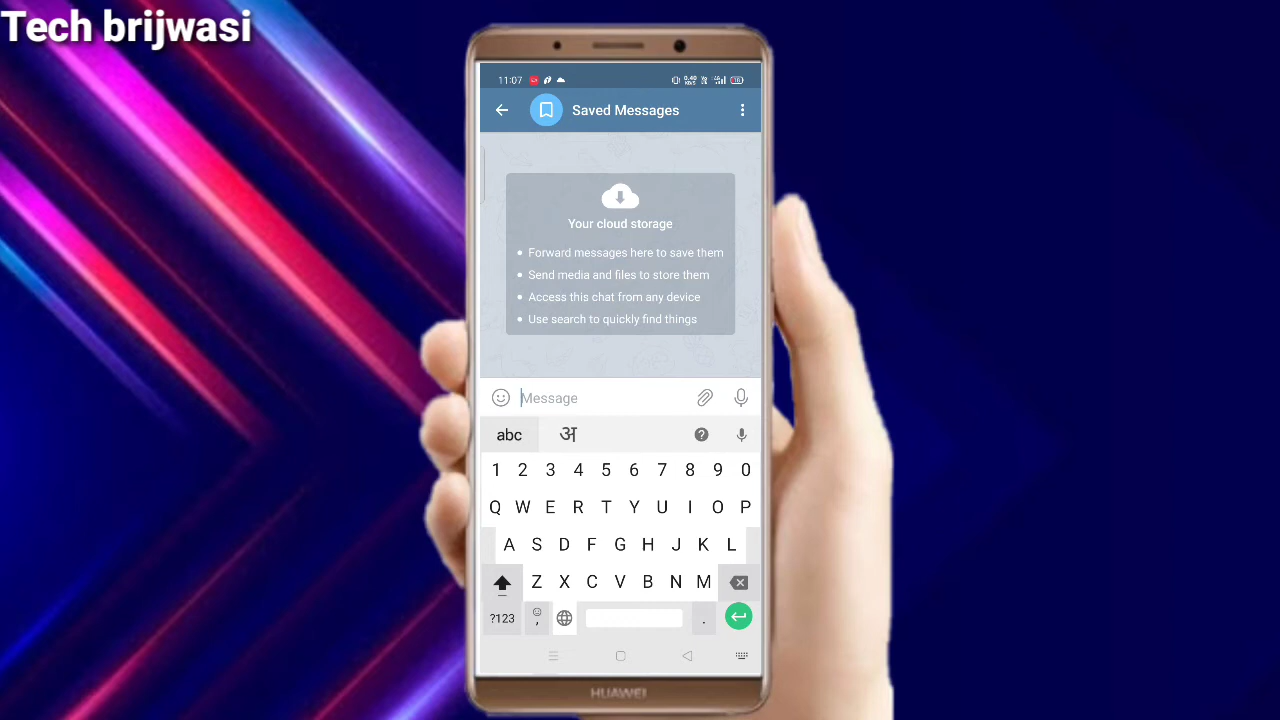 Tech brijwasi
11:07
Saved Messages
Your cloud storage
Forward messages here to save them
Send media and files to store them
Access this chat from any device
Use search to quickly find things
Message
abc अ
1 2 3 4 5 6 7 8 9 0
Q W E R T Y U I O P
A S D F G H J K L
Z X C V B N M
?123 , .
HUAWEI